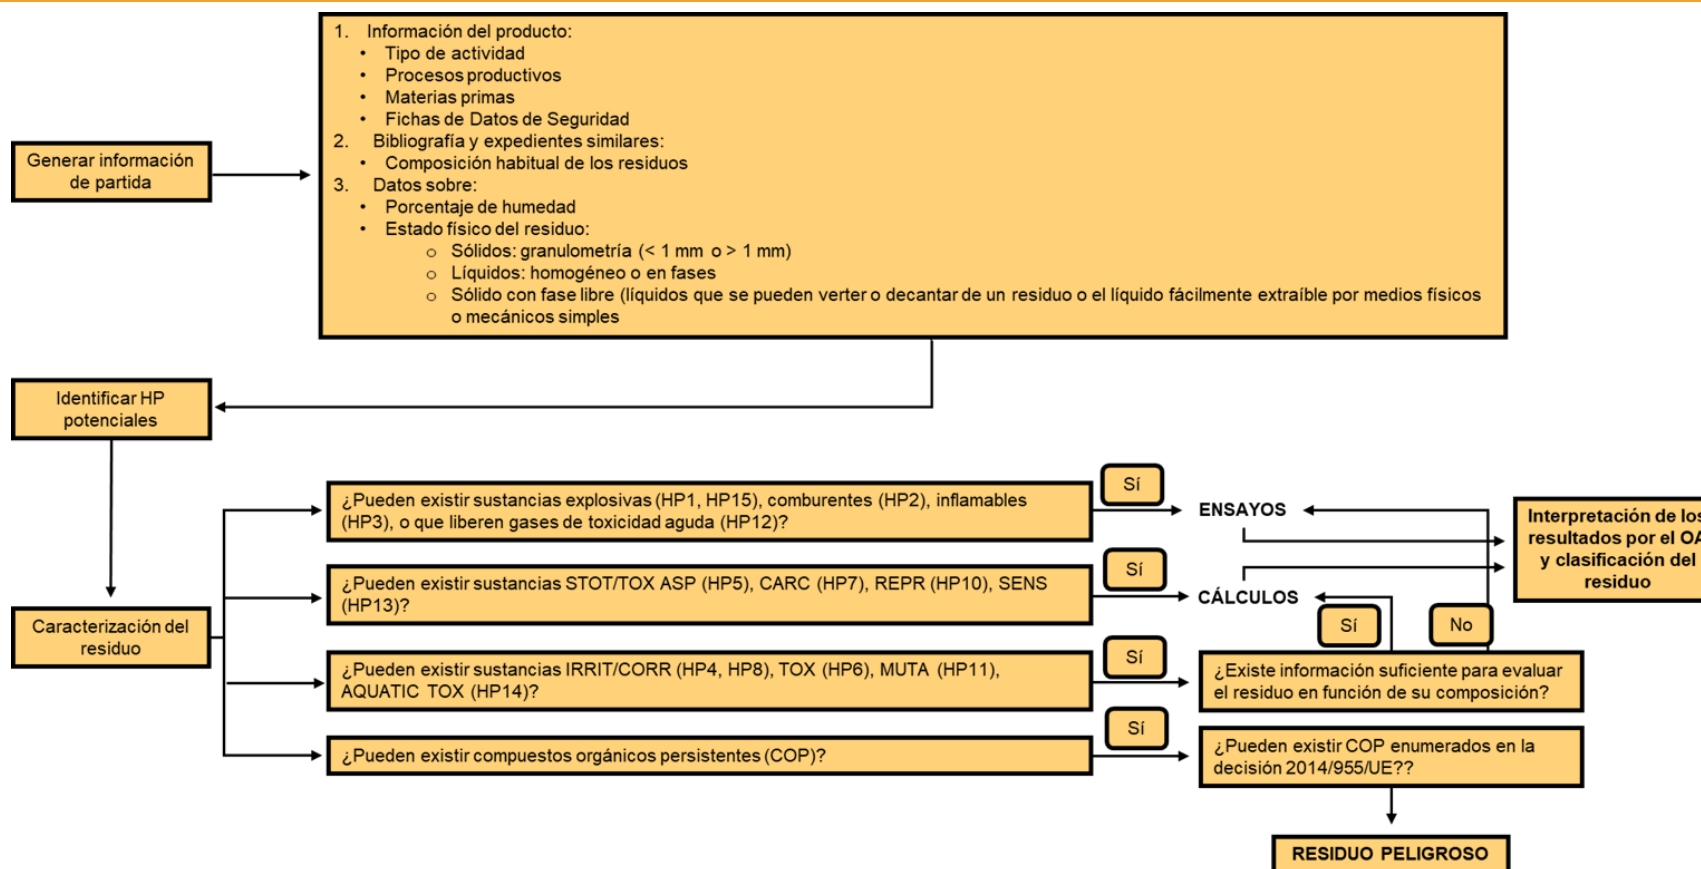 1. Información del producto:
• Tipo de actividad
• Procesos productivos
• Materias primas
• Fichas de Datos de Seguridad
2. Bibliografía y expedientes similares:
• Composición habitual de los residuos
3. Datos sobre:
• Porcentaje de humedad
• Estado físico del residuo:
o Sólidos: granulometría (< 1 mm o > 1 mm)
o Líquidos: homogéneo o en fases
o Sólido con fase libre (líquidos que se pueden verter o decantar de un residuo o el líquido fácilmente extraíble por medios físicos
o mecánicos simples
Generar información
de partida
Identificar HP
potenciales
Caracterización del
residuo
¿Pueden existir sustancias explosivas (HP1, HP15), comburentes (HP2), inflamables
(HP3), o que liberen gases de toxicidad aguda (HP12)?
Sí
ENSAYOS
¿Pueden existir sustancias STOT/TOX ASP (HP5), CARC (HP7), REPR (HP10), SENS
(HP13)?
Sí
CÁLCULOS
Interpretación de los
resultados por el OA
y clasificación del
residuo
Sí
No
¿Pueden existir sustancias IRRIT/CORR (HP4, HP8), TOX (HP6), MUTA (HP11),
AQUATIC TOX (HP14)?
Sí
¿Existe información suficiente para evaluar
el residuo en función de su composición?
¿Pueden existir compuestos orgánicos persistentes (COP)?
Sí
¿Pueden existir COP enumerados en la
decisión 2014/955/UE??
RESIDUO PELIGROSO